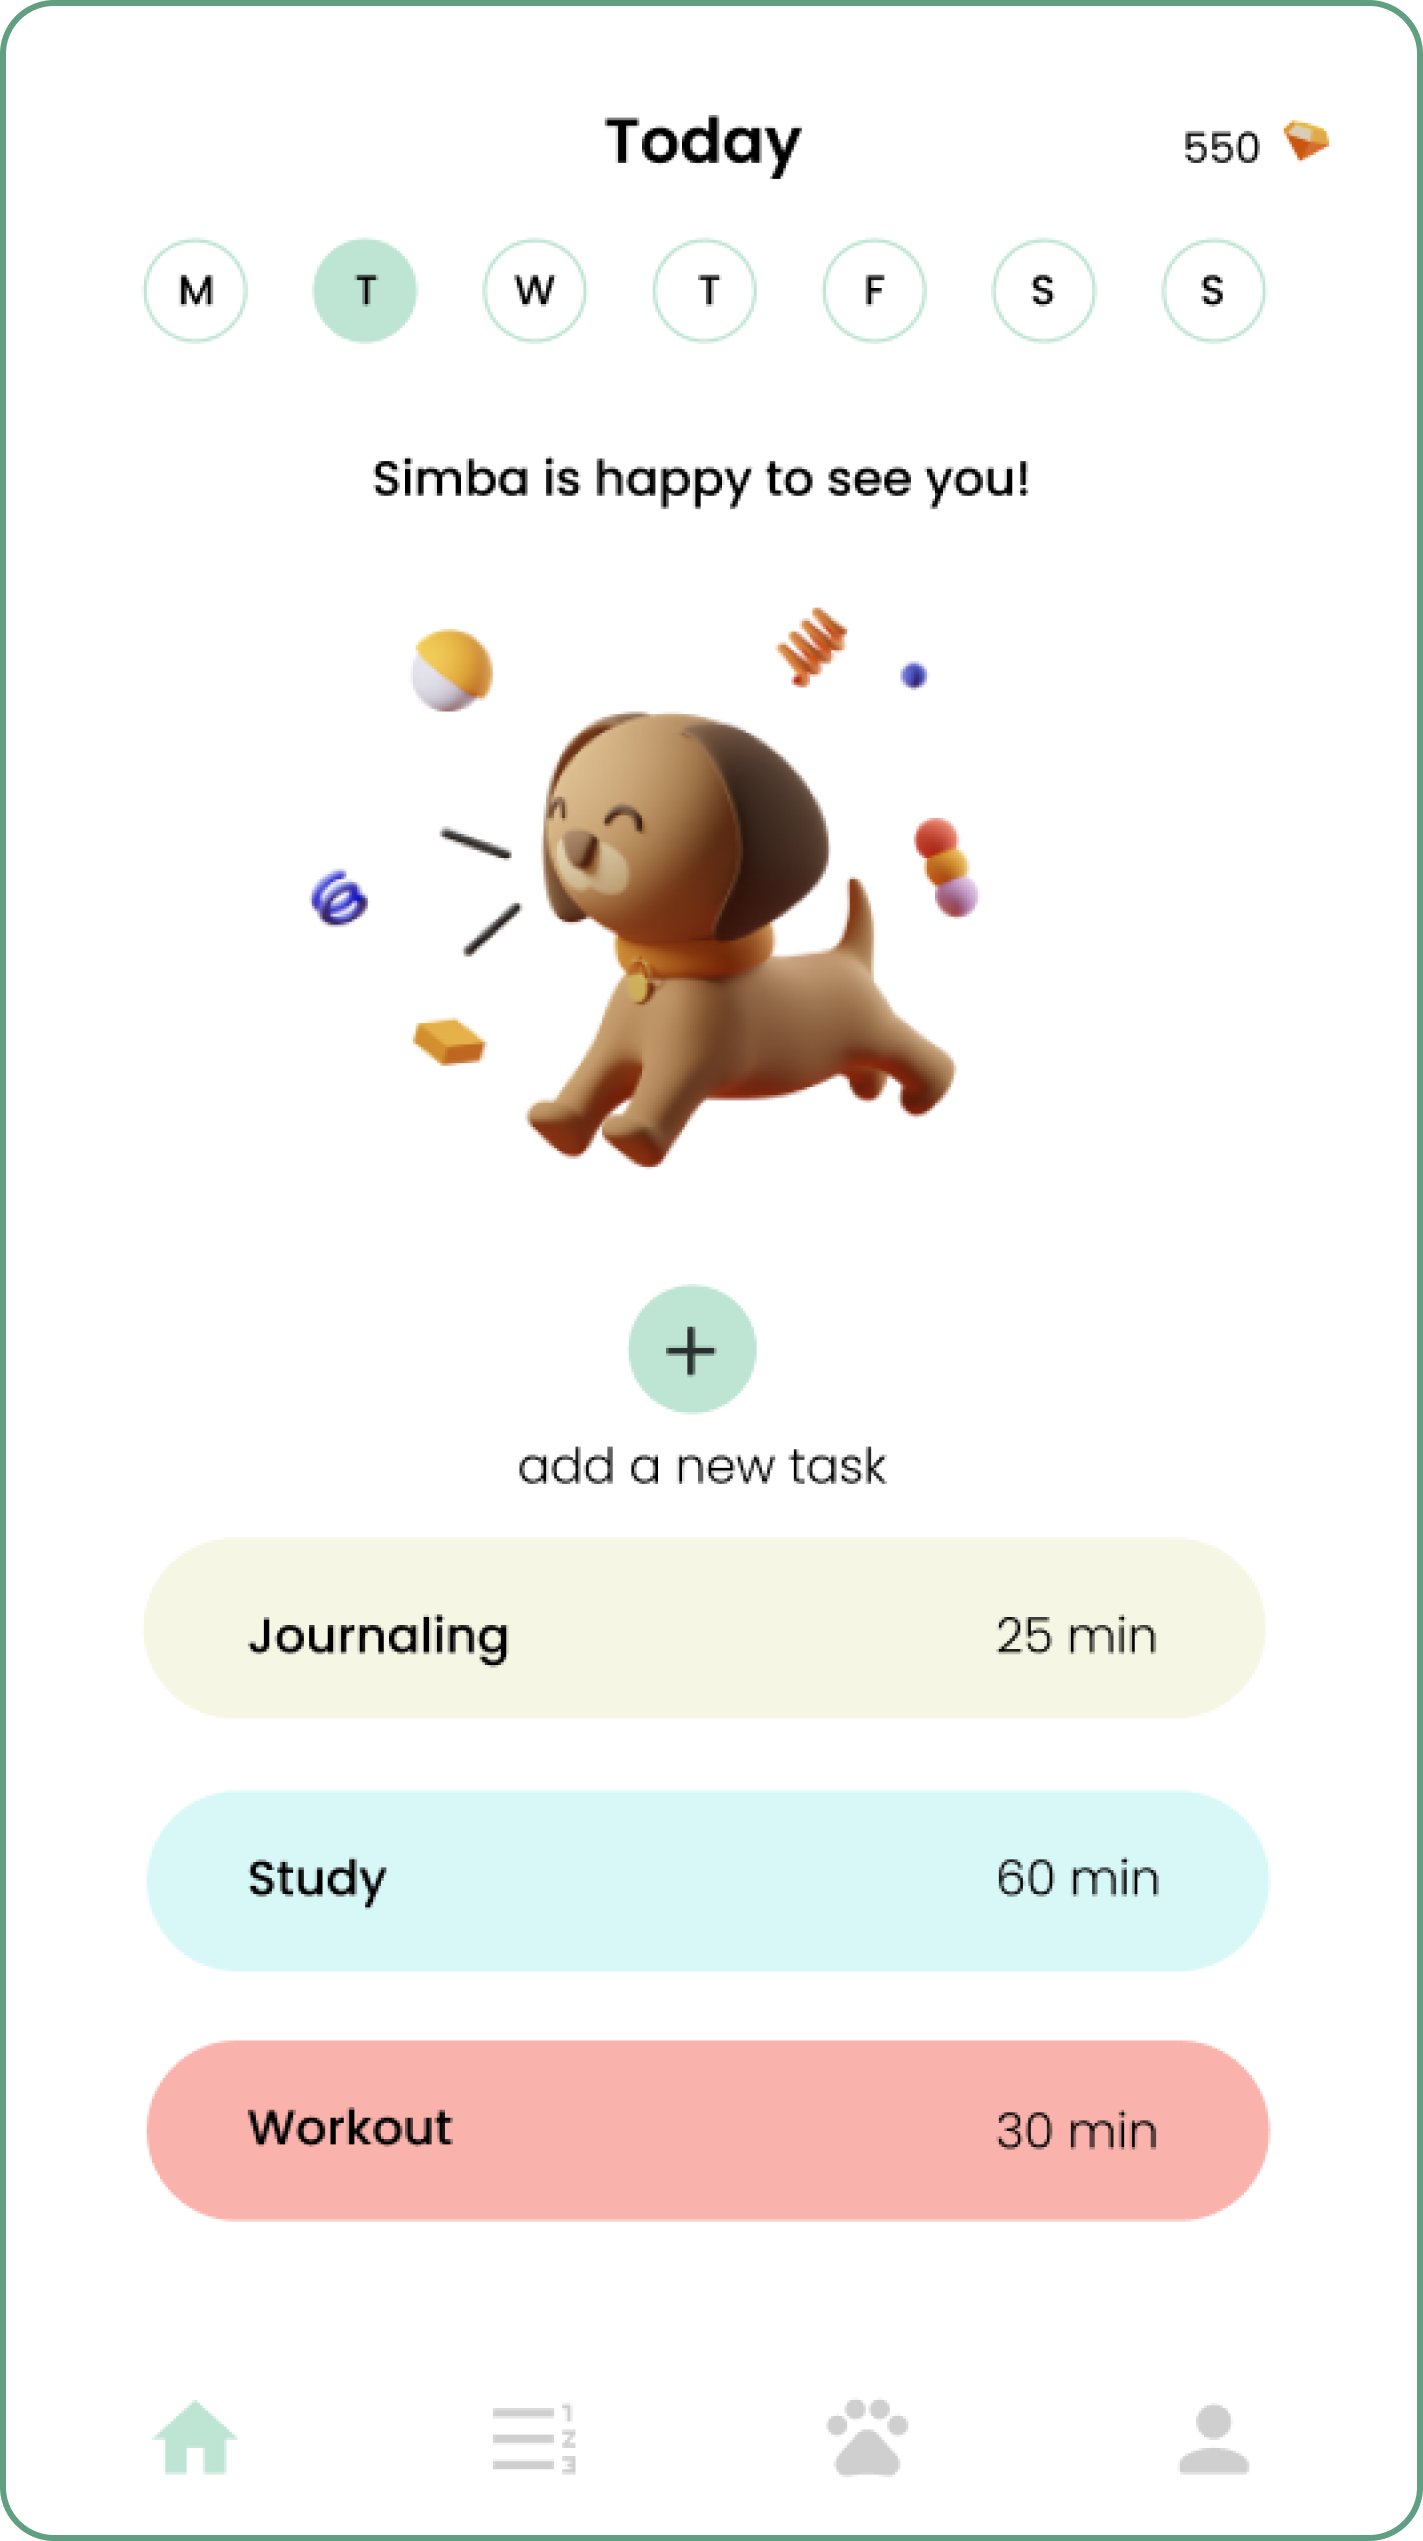 Today
550
M T W T F S S
Simba is happy to see you!
+
add a new task
Journaling 25 min
Study 60 min
Workout 30 min
1
2
3